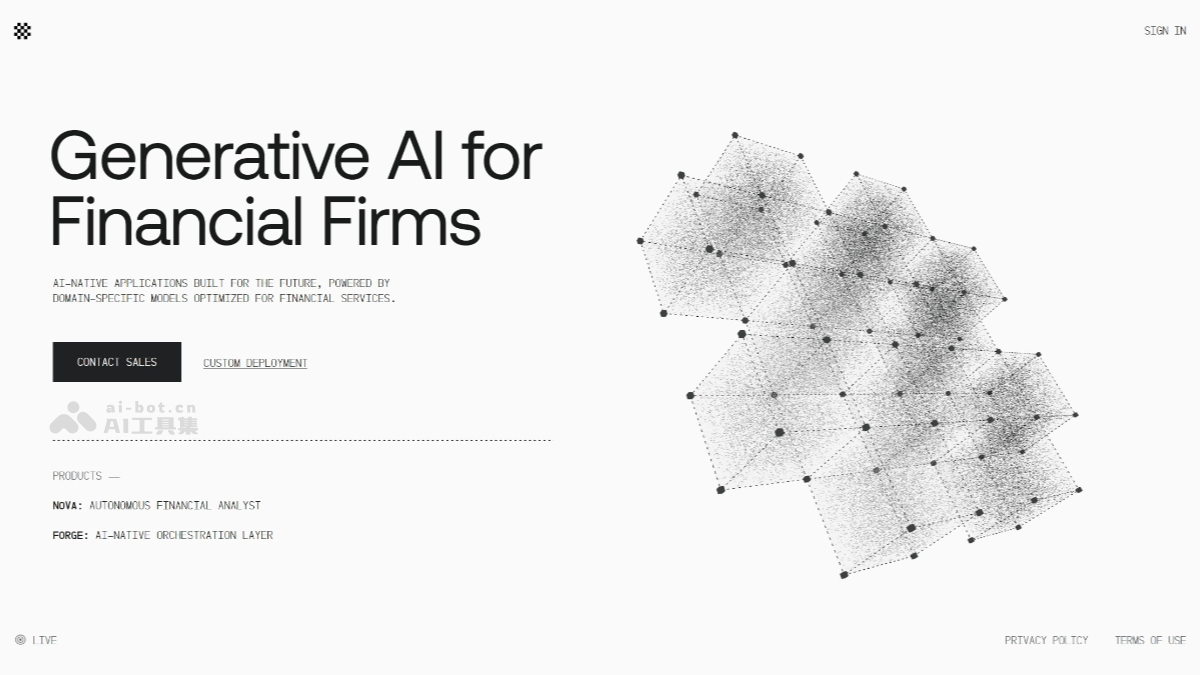 SIGN IN
Generative AI for
Financial Firms
AI-NATIVE APPLICATIONS BUILT FOR THE FUTURE, POWERED BY
DOMAIN-SPECIFIC MODELS OPTIMIZED FOR FINANCIAL SERVICES.
CONTACT SALES
CUSTOM DEPLOYMENT
ai-bot.cn
AI工具集
PRODUCTS —
NOVA: AUTONOMOUS FINANCIAL ANALYST
FORGE: AI-NATIVE ORCHESTRATION LAYER
LIVE
PRIVACY POLICY
TERMS OF USE